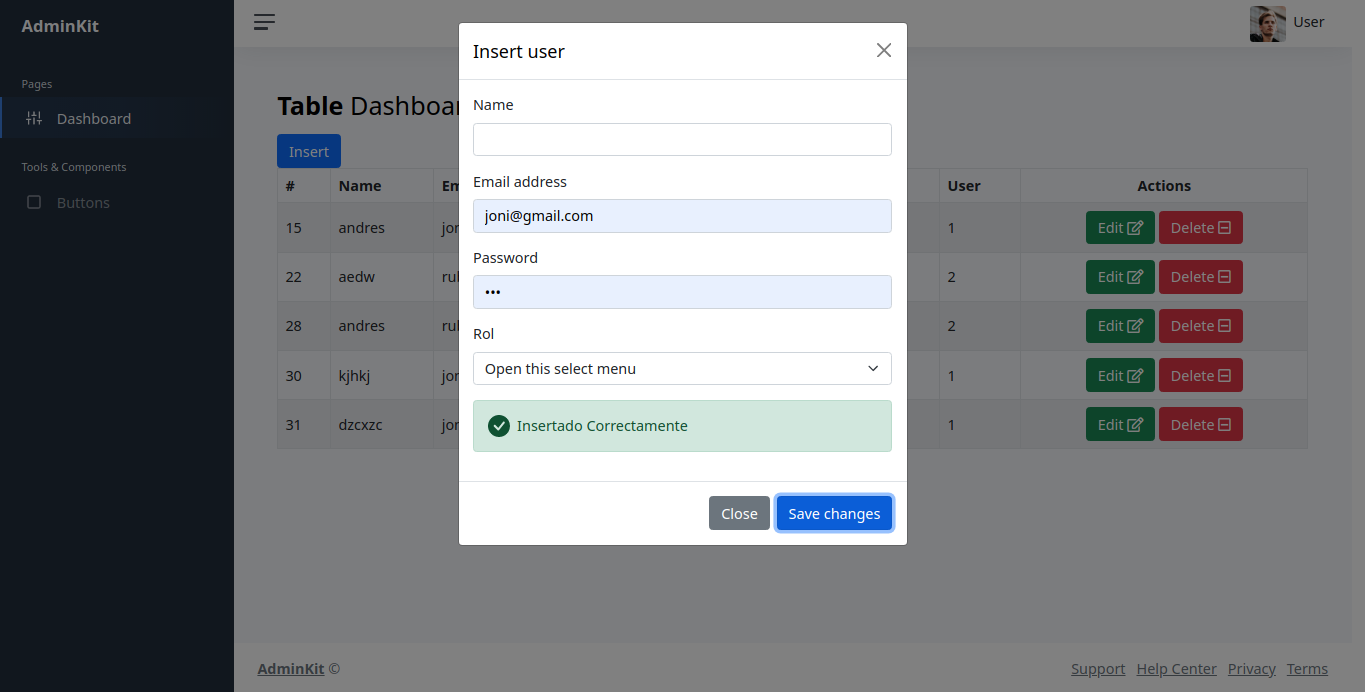 AdminKit
User
Pages
Dashboard
Tools & Components
Buttons
Table Dashboar
Insert
# Name Em User Actions
15 andres jor 1 Edit Delete
22 aedw rul 2 Edit Delete
28 andres rul 2 Edit Delete
30 kjhkj jor 1 Edit Delete
31 dzcxzc jor 1 Edit Delete
Insert user
Name
Email address
joni@gmail.com
Password
•••
Rol
Open this select menu
Insertado Correctamente
Close Save changes
AdminKit © Support Help Center Privacy Terms